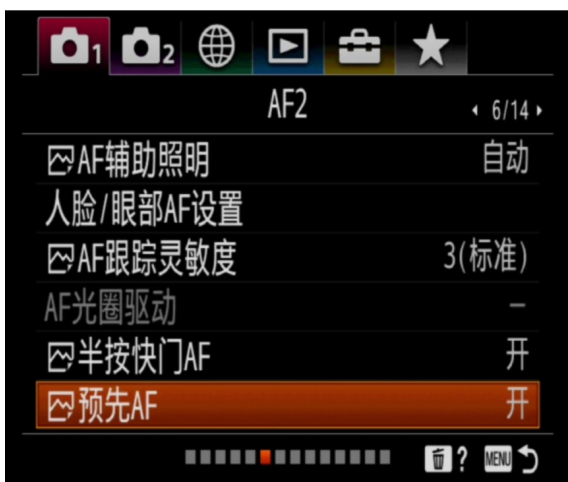 1
2
AF2
6/14
AF辅助照明 自动
人脸/眼部AF设置
AF跟踪灵敏度 3(标准)
AF光圈驱动 –
半按快门AF 开
预先AF 开
? MENU